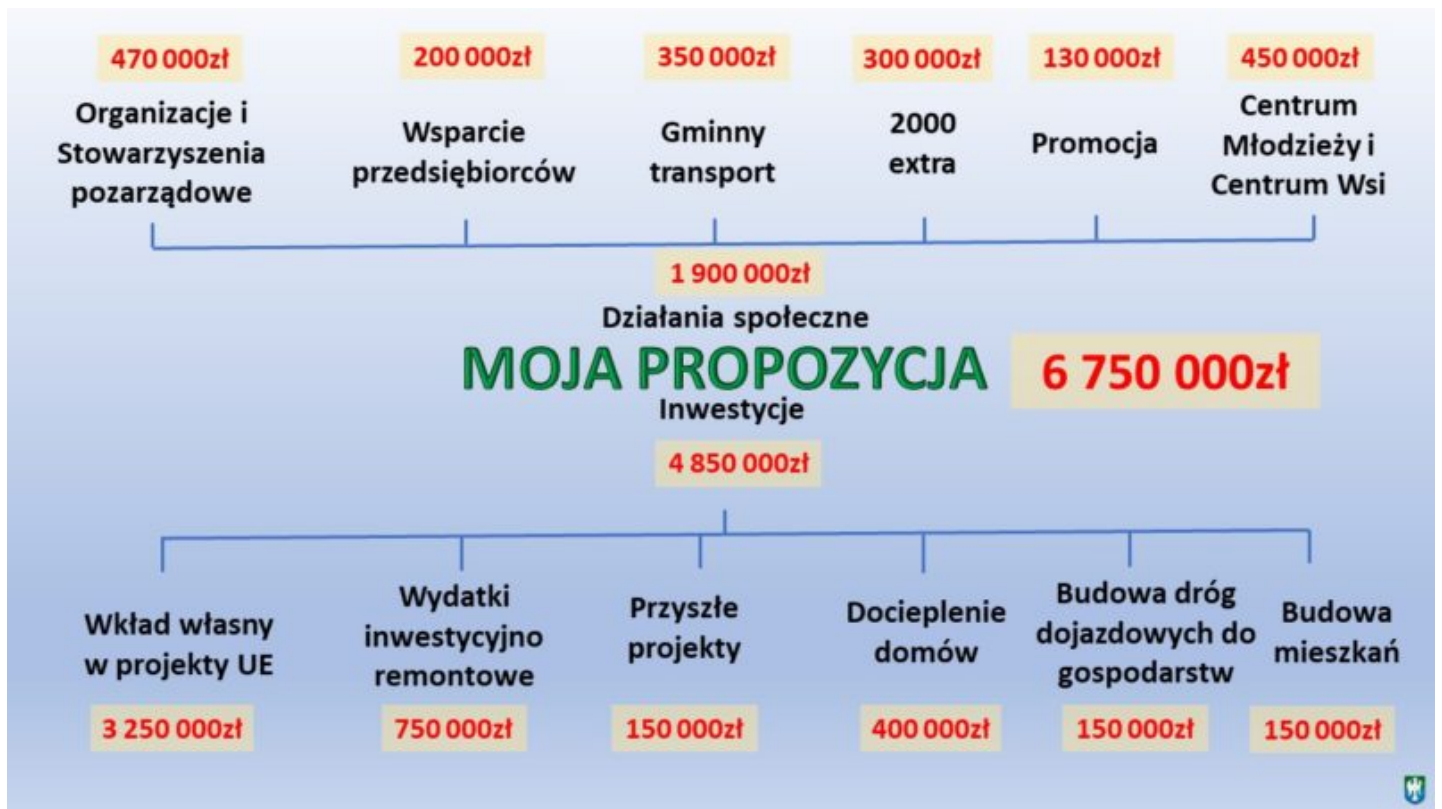 470 000zł
Organizacje i
Stowarzyszenia
pozarządowe
200 000zł
Wsparcie
przedsiębiorców
350 000zł
Gminny
transport
300 000zł
2000
extra
130 000zł
Promocja
450 000zł
Centrum
Młodzieży i
Centrum Wsi
1 900 000zł
Działania społeczne
MOJA PROPOZYCJA 6 750 000zł
Inwestycje
4 850 000zł
Wkład własny
w projekty UE
3 250 000zł
Wydatki
inwestycyjno
remontowe
750 000zł
Przyszłe
projekty
150 000zł
Docieplenie
domów
400 000zł
Budowa dróg
dojazdowych do
gospodarstw
150 000zł
Budowa
mieszkań
150 000zł